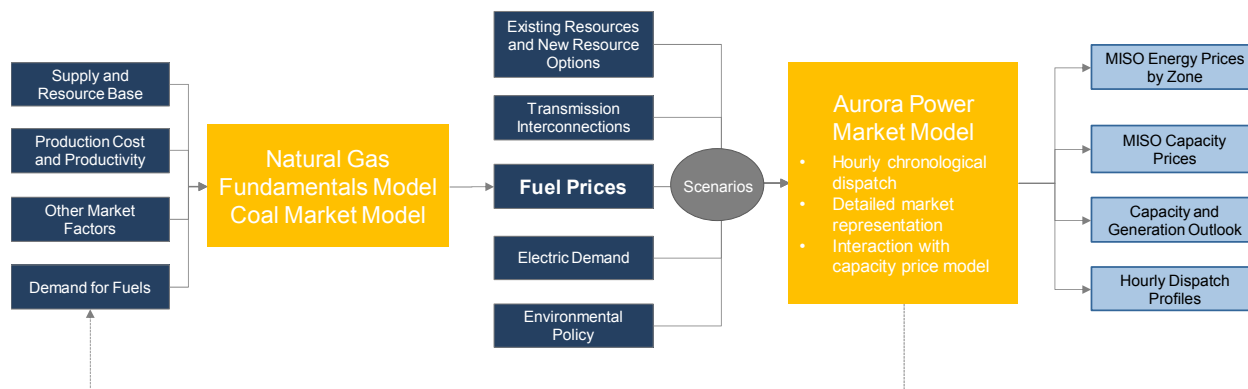 Supply and
Resource Base
Production Cost
and Productivity
Other Market
Factors
Demand for Fuels
Natural Gas
Fundamentals Model
Coal Market Model
Existing Resources
and New Resource
Options
Transmission
Interconnections
Fuel Prices
Electric Demand
Environmental
Policy
Scenarios
Aurora Power
Market Model
• Hourly chronological
dispatch
• Detailed market
representation
• Interaction with
capacity price model
MISO Energy Prices
by Zone
MISO Capacity
Prices
Capacity and
Generation Outlook
Hourly Dispatch
Profiles